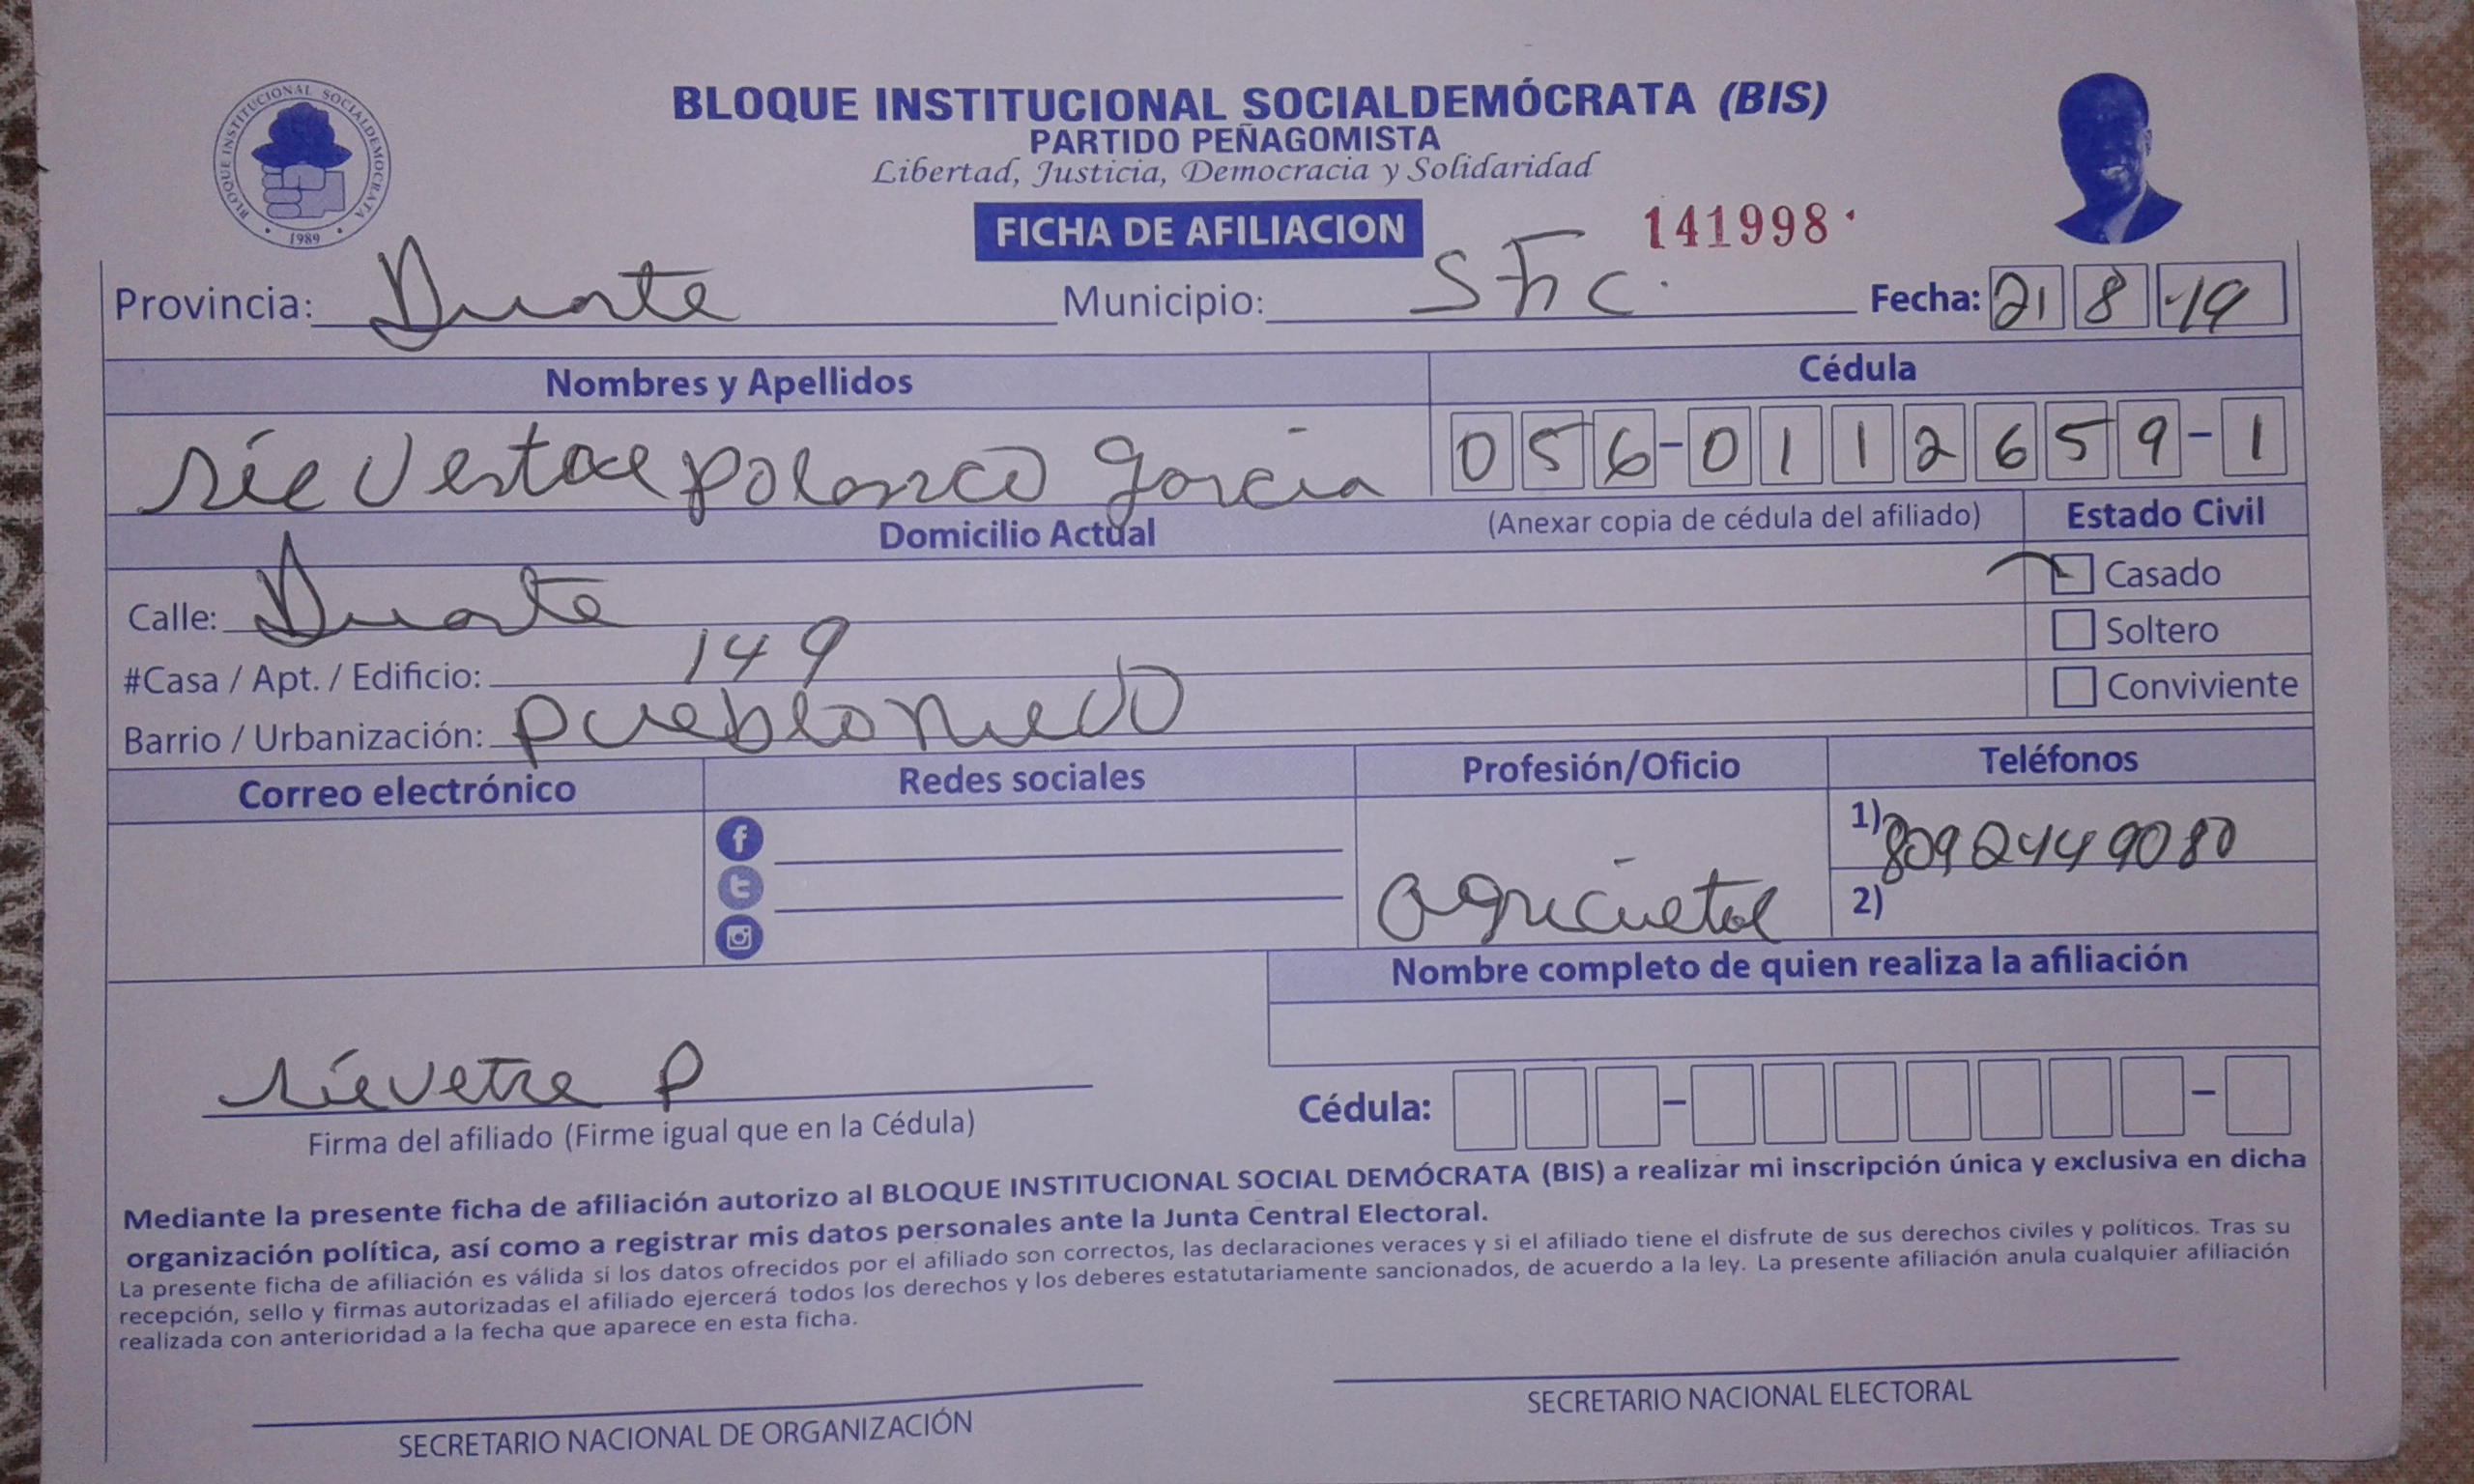 BLOQUE INSTITUCIONAL SOCIALDEMÓCRATA
1989
BLOQUE INSTITUCIONAL SOCIALDEMÓCRATA (BIS)
PARTIDO PEÑAGOMISTA
Libertad, Justicia, Democracia y Solidaridad
FICHA DE AFILIACION 141998
Provincia: Duarte Municipio: SFC. Fecha: 21 8 19
Nombres y Apellidos Cédula
polanco garcia 056-0112659-1
Domicilio Actual (Anexar copia de cédula del afiliado) Estado Civil
Casado
Calle: Duarte
Soltero
#Casa / Apt. / Edificio: 149
Conviviente
Barrio / Urbanización: pueblo nuevo
Correo electrónico Redes sociales Profesión/Oficio Teléfonos
1) 8092449080
2)
Nombre completo de quien realiza la afiliación
P
Cédula:
Firma del afiliado (Firme igual que en la Cédula)
Mediante la presente ficha de afiliación autorizo al BLOQUE INSTITUCIONAL SOCIAL DEMÓCRATA (BIS) a realizar mi inscripción única y exclusiva en dicha
organización política, así como a registrar mis datos personales ante la Junta Central Electoral.
La presente ficha de afiliación es válida si los datos ofrecidos por el afiliado son correctos, las declaraciones veraces y si el afiliado tiene el disfrute de sus derechos civiles y políticos. Tras su
recepción, sello y firmas autorizadas el afiliado ejercerá todos los derechos y los deberes estatutariamente sancionados, de acuerdo a la ley. La presente afiliación anula cualquier afiliación
realizada con anterioridad a la fecha que aparece en esta ficha.
SECRETARIO NACIONAL DE ORGANIZACIÓN SECRETARIO NACIONAL ELECTORAL